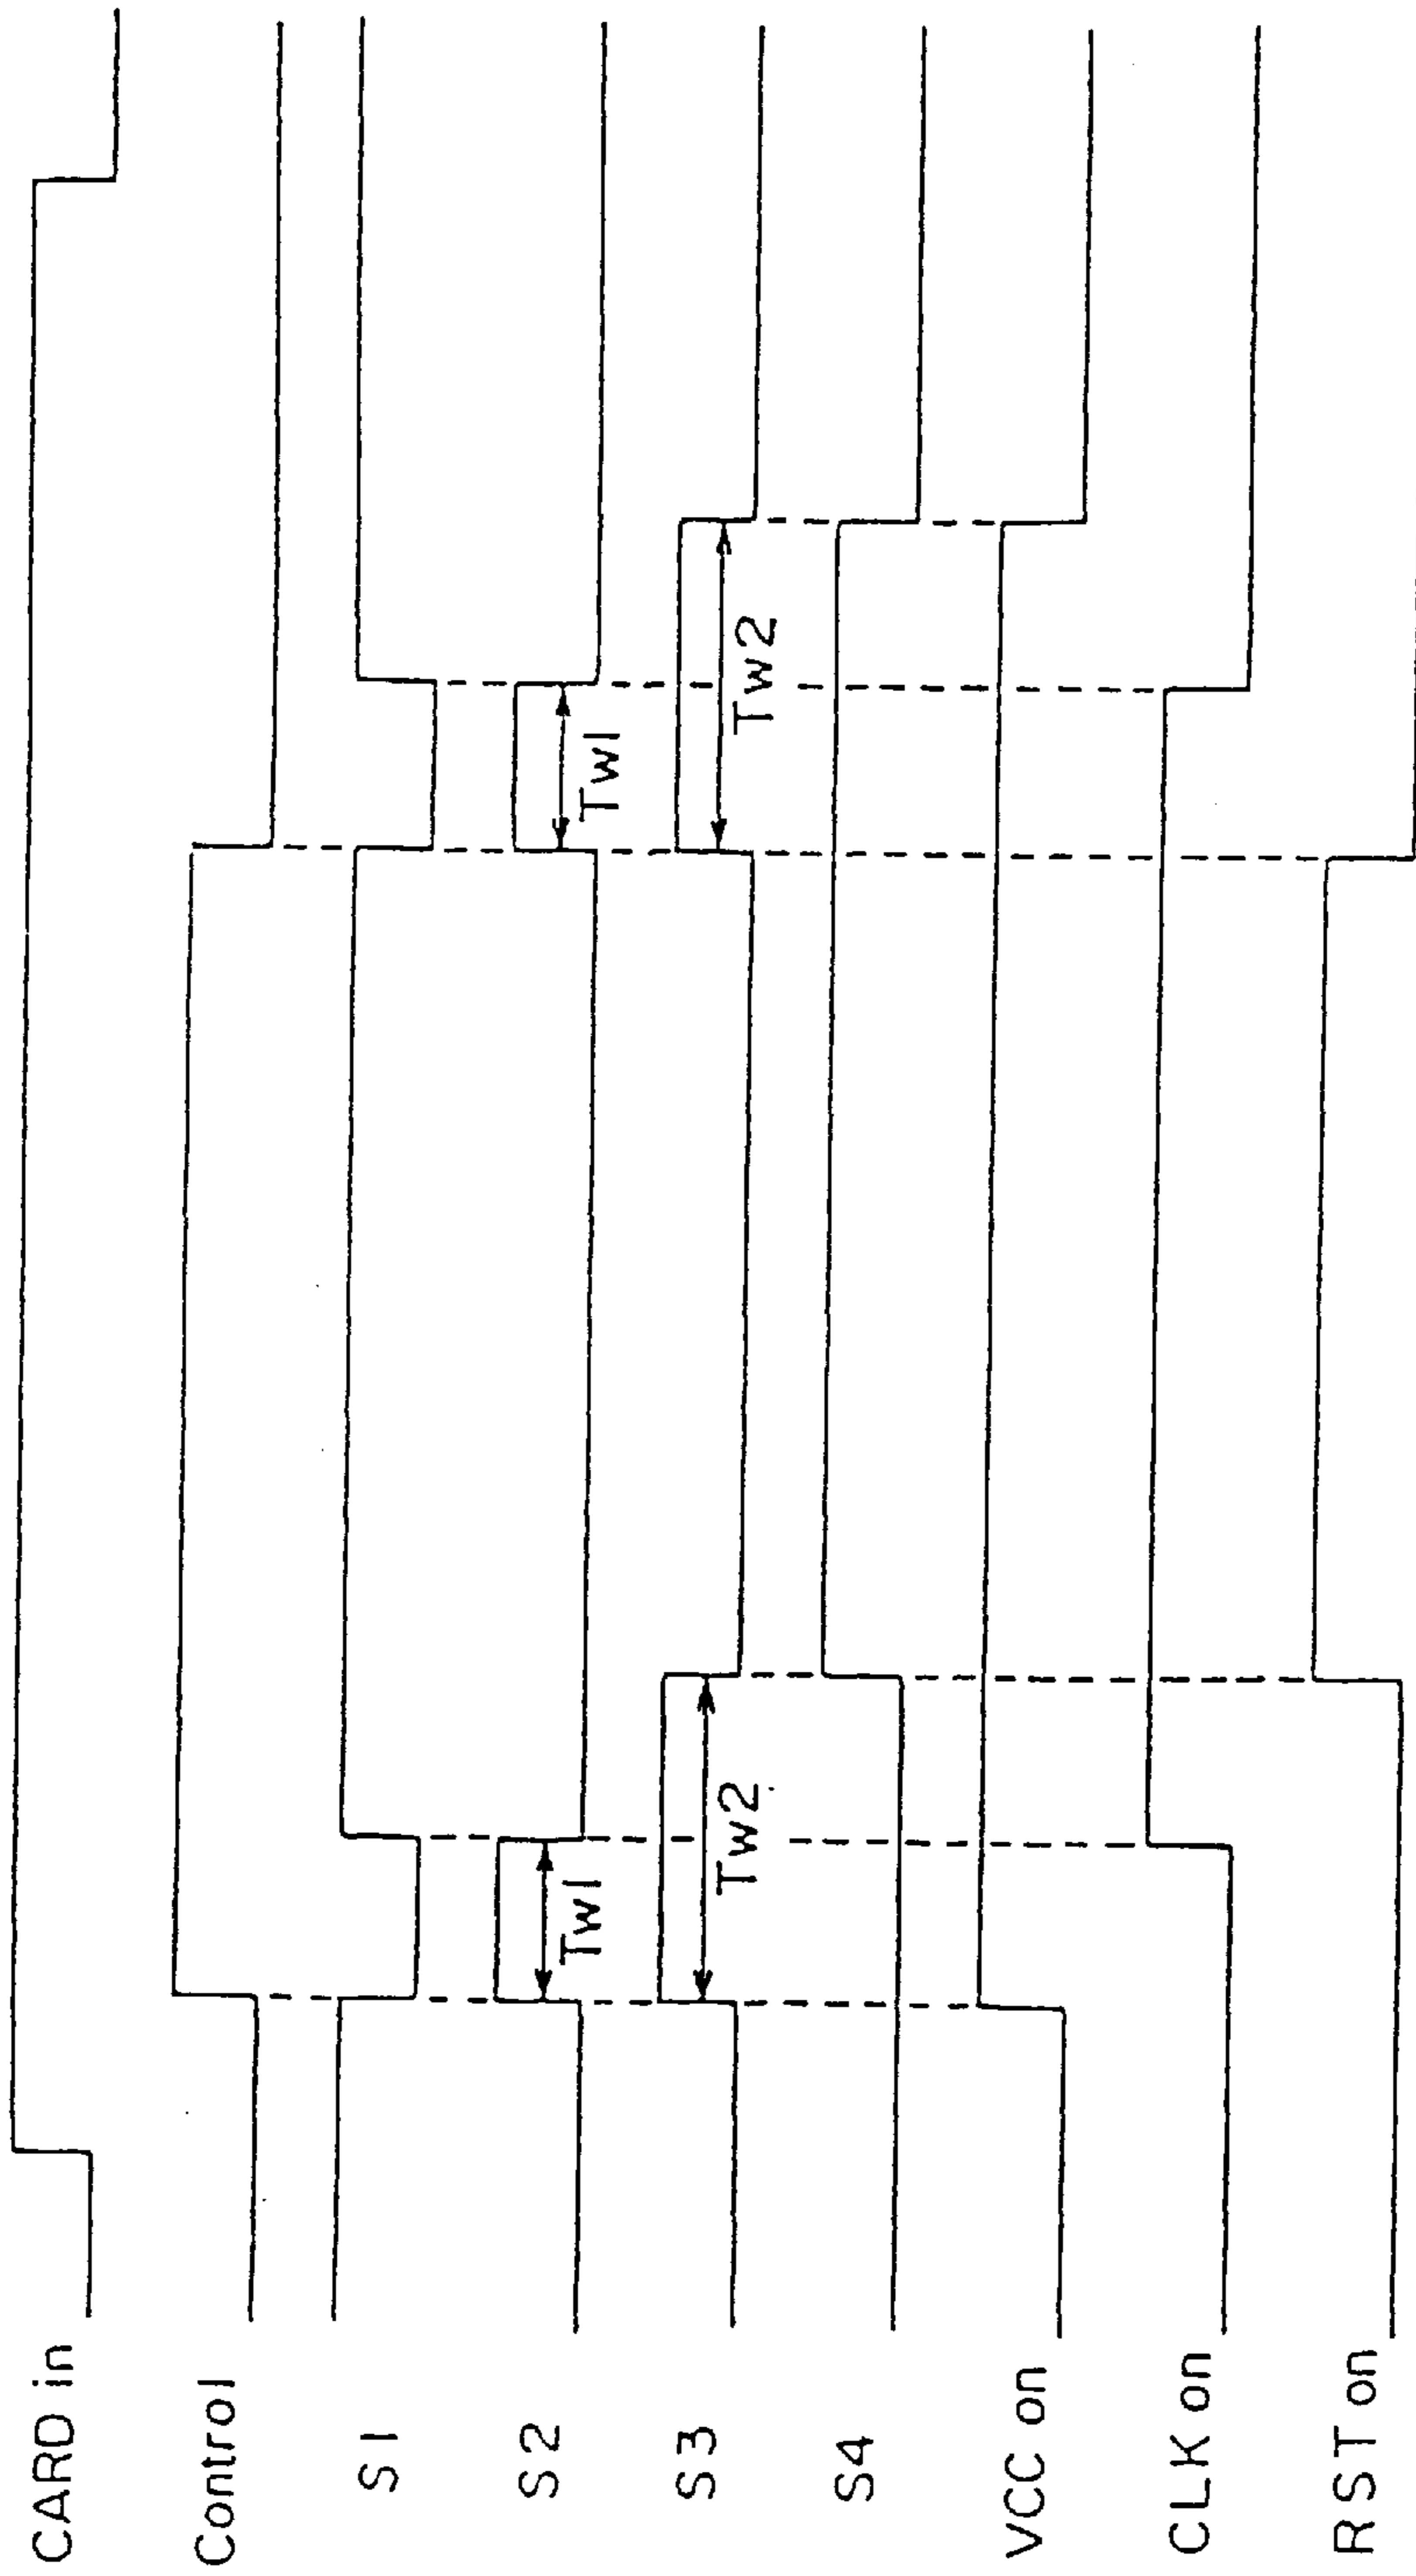 CARD in
Control
S1
S2
Tw1
Tw1
S3
Tw2
Tw2
S4
VCC on
CLK on
RST on